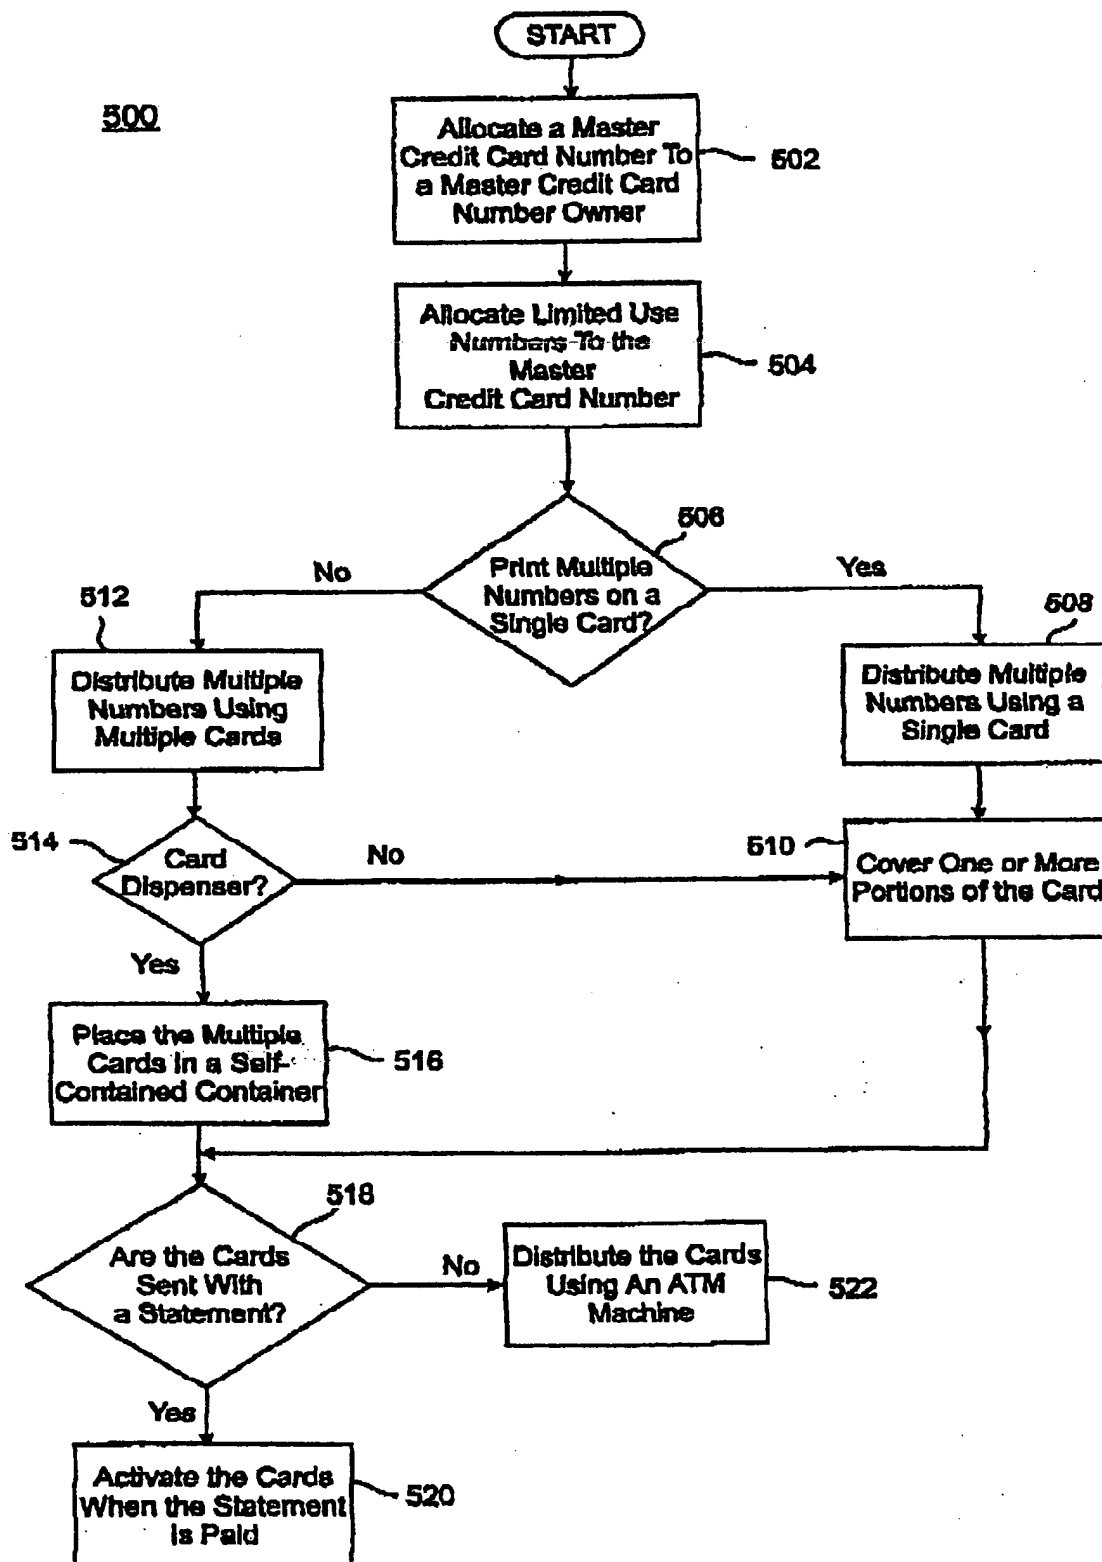 START
500
Allocate a Master
Credit Card Number To
a Master Credit Card
Number Owner
502
Allocate Limited Use
Numbers To the
Master
Credit Card Number
504
506
Print Multiple
Numbers on a
Single Card?
No
Yes
512
508
Distribute Multiple
Numbers Using
Multiple Cards
Distribute Multiple
Numbers Using a
Single Card
514
Card
Dispenser?
No
510
Cover One or More
Portions of the Card
Yes
Place the Multiple
Cards in a Self-
Contained Container
516
518
Are the Cards
Sent With
a Statement?
No
Distribute the Cards
Using An ATM
Machine
522
Yes
Activate the Cards
When the Statement
is Paid
520